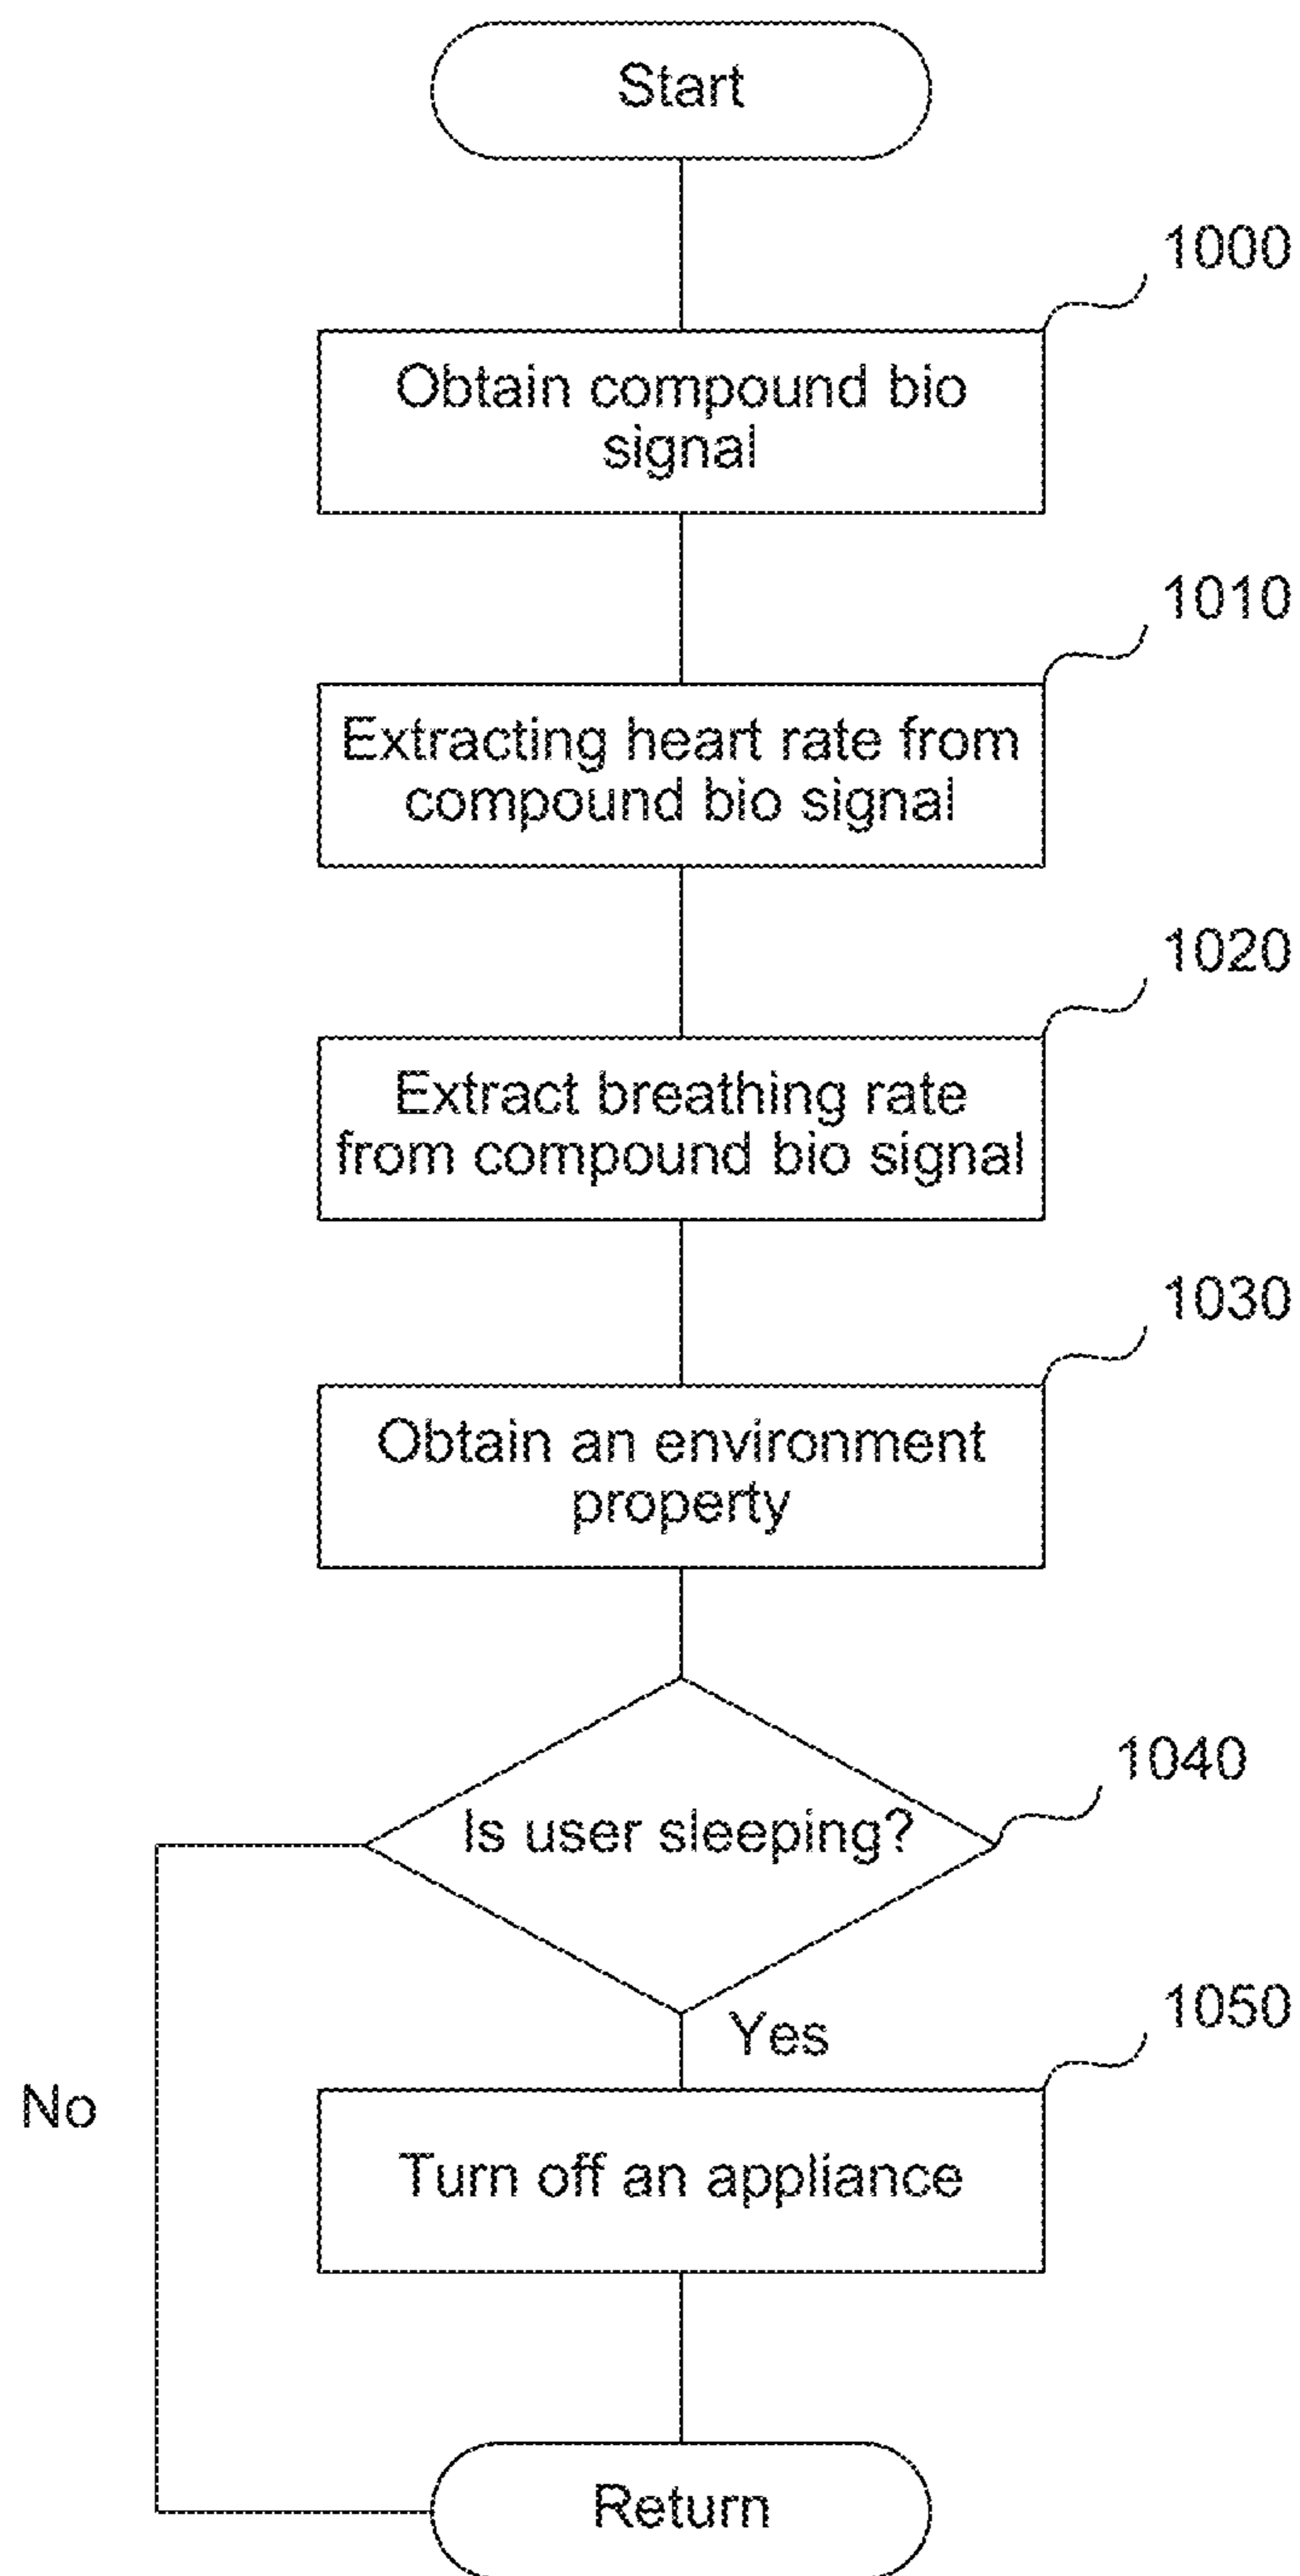 Start
1000
Obtain compound bio
signal
1010
Extracting heart rate from
compound bio signal
1020
Extract breathing rate
from compound bio signal
1030
Obtain an environment
property
1040
Is user sleeping?
Yes
1050
No
Turn off an appliance
Return